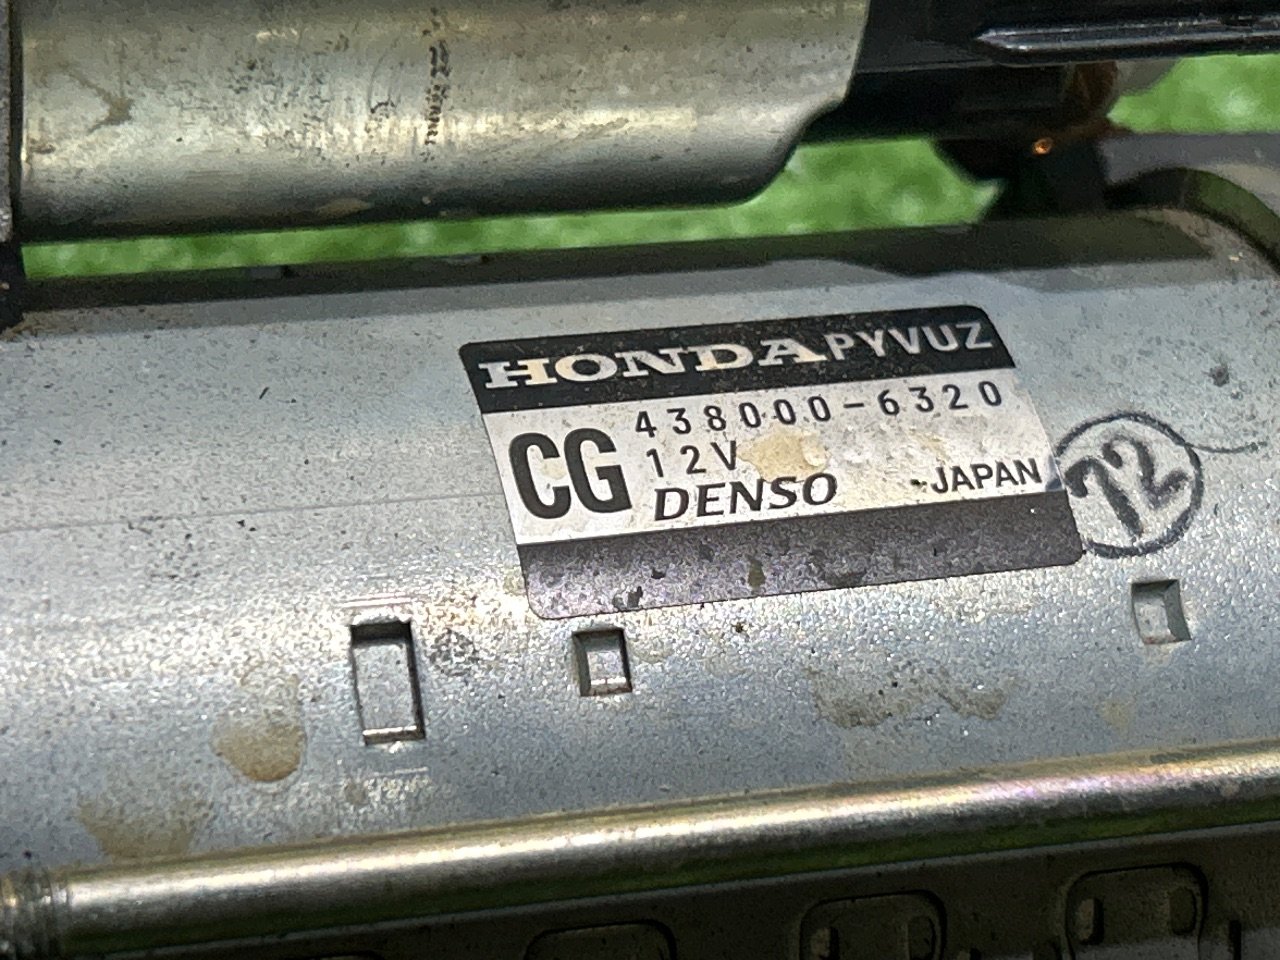 HONDA PYVUZ
CG
438000-6320
12V
DENSO JAPAN
72